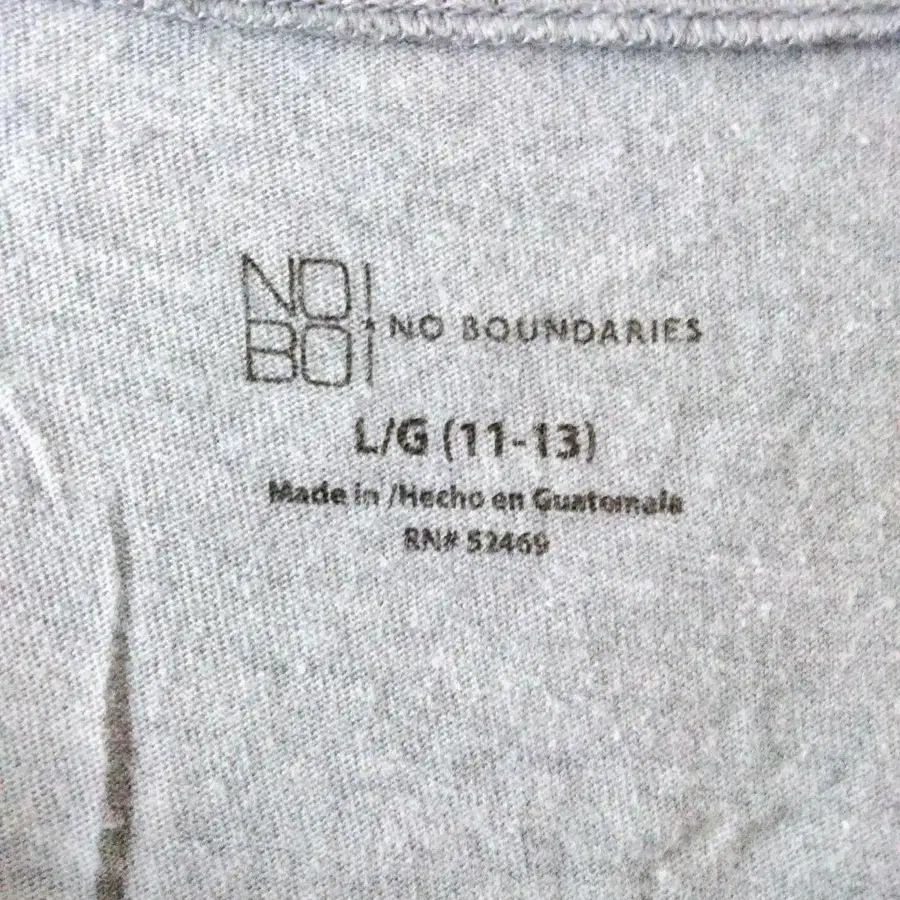 NO
BO
NO BOUNDARIES
L/G (11-13)
Made in /Hecho en Guatemala
RN# 52469